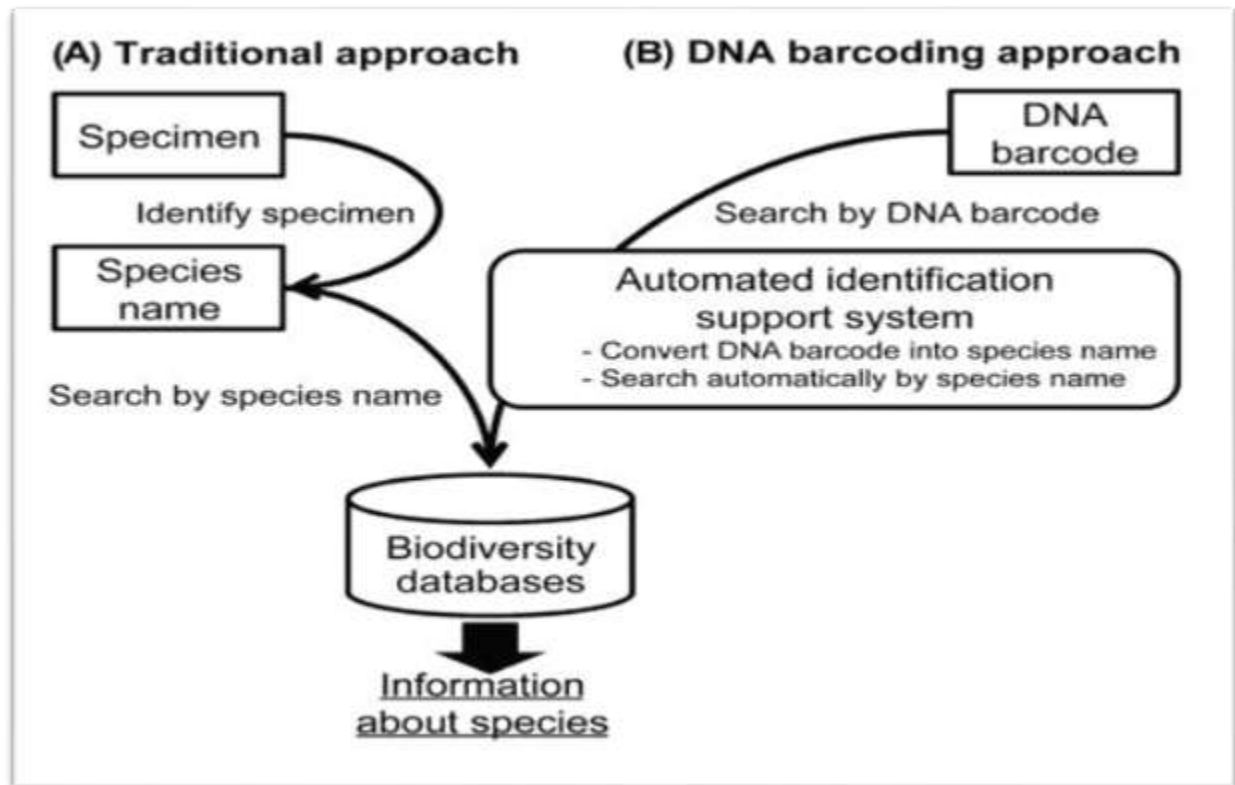 (A) Traditional approach
Specimen
Identify specimen
Species
name
Search by species name
(B) DNA barcoding approach
DNA
barcode
Search by DNA barcode
Automated identification
support system
- Convert DNA barcode into species name
- Search automatically by species name
Biodiversity
databases
Information
about species